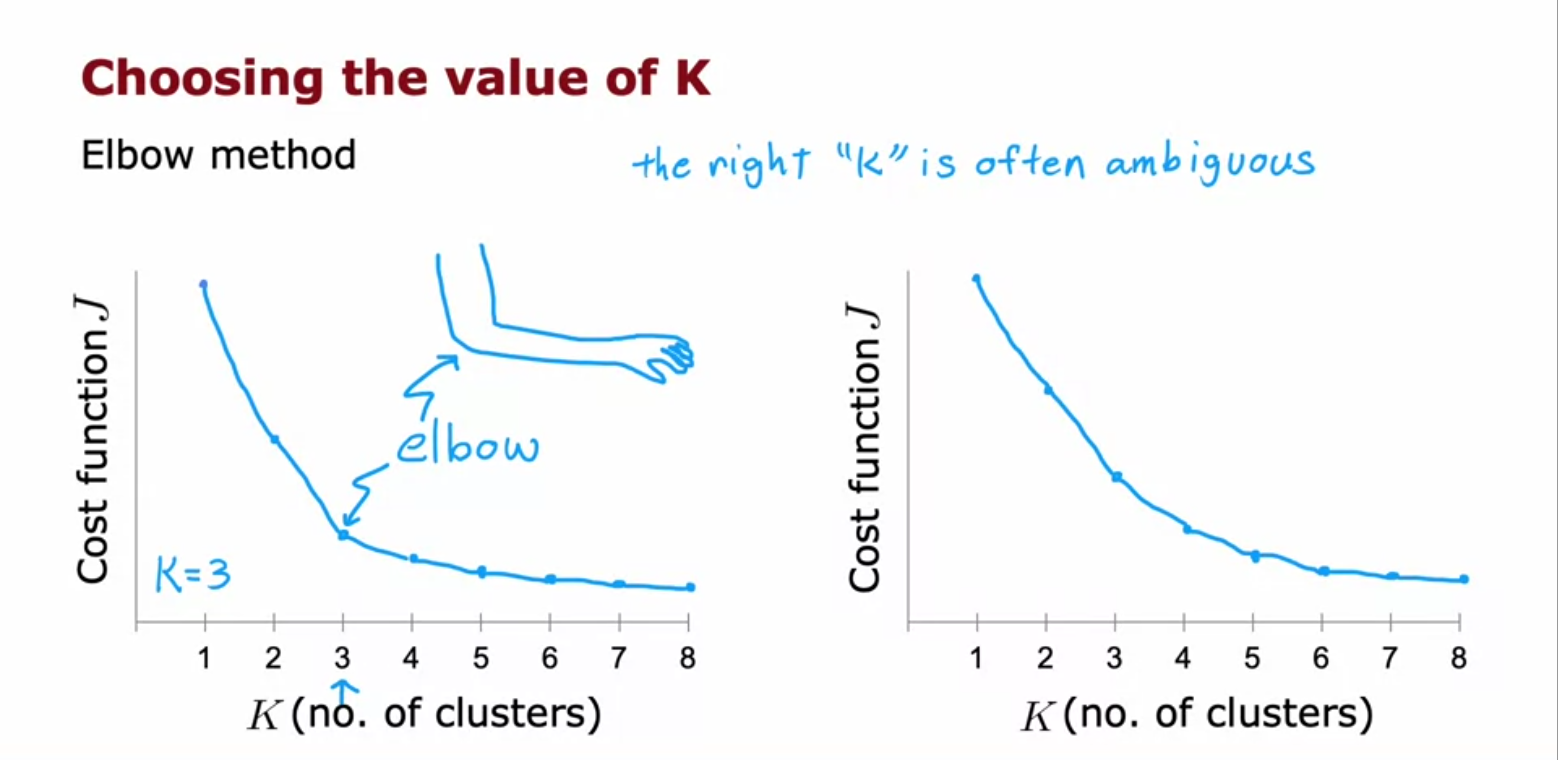 Choosing the value of K
Elbow method
the right "K" is often ambiguous
Cost function J
elbow
K=3
1 2 3 4 5 6 7 8
K (no. of clusters)
Cost function J
1 2 3 4 5 6 7 8
K (no. of clusters)